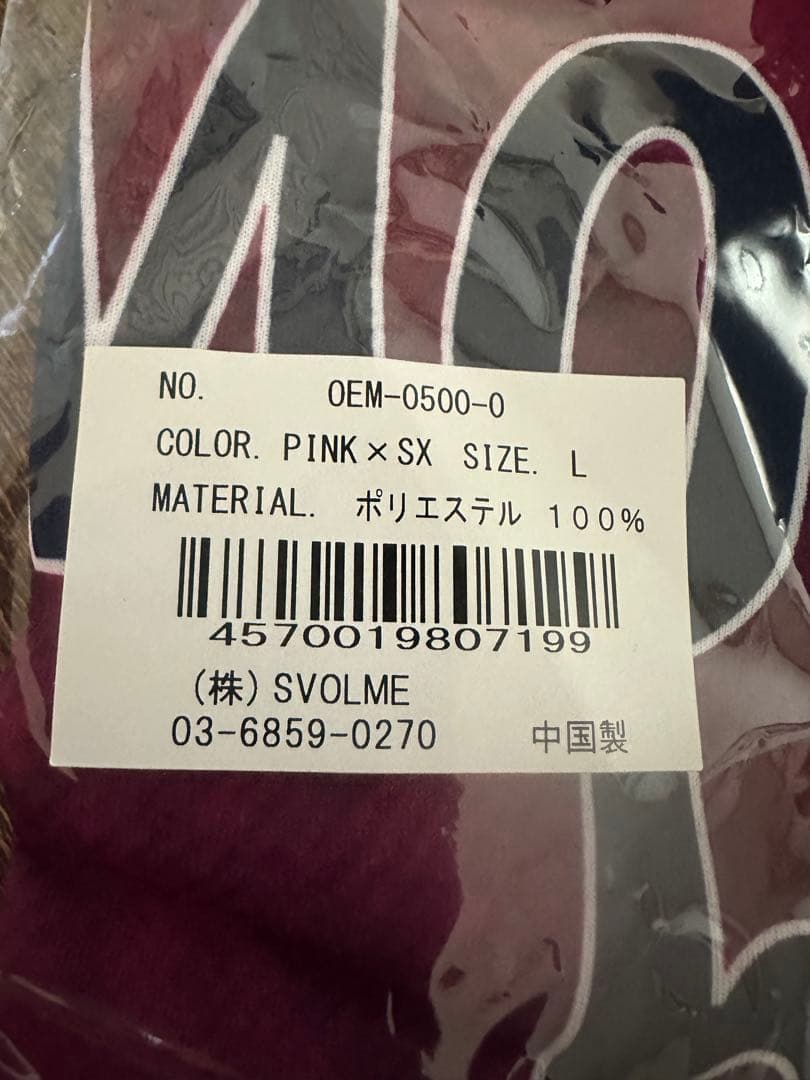 NO. OEM-0500-0
COLOR. PINK×SX SIZE. L
MATERIAL. ポリエステル 100%
4570019807199
(株)SVOLME
03-6859-0270 中国製